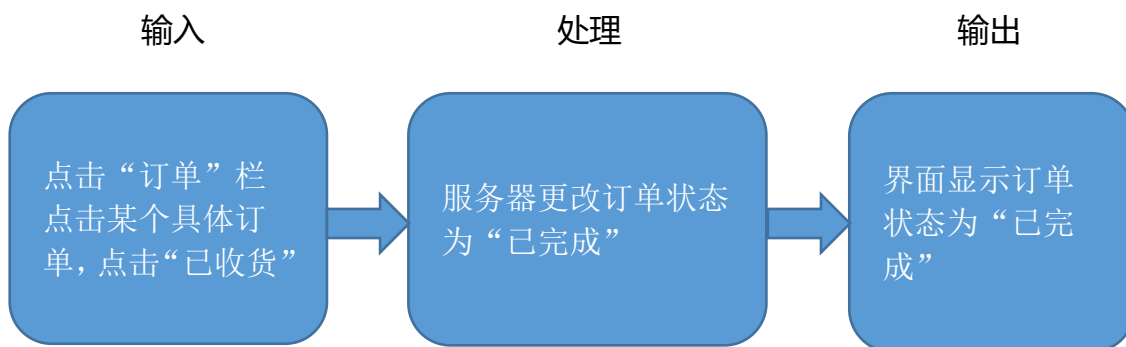 输入
处理
输出
点击“订单”栏
点击某个具体订
单，点击“已收货”
服务器更改订单状态
为“已完成”
界面显示订单
状态为“已完
成”